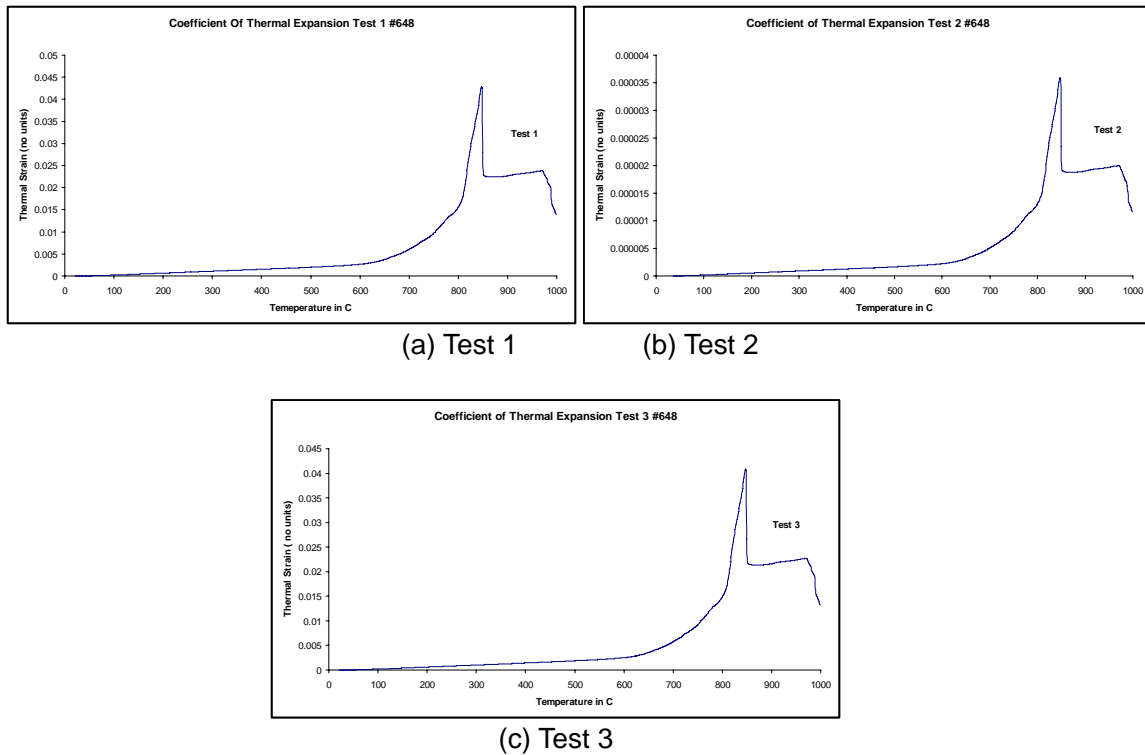 Coefficient Of Thermal Expansion Test 1 #648
0.05
0.045
0.04
0.035
0.03
0.025
0.02
0.015
0.01
0.005
0
Thermal Strain (no units)
Test 1
0 100 200 300 400 500 600 700 800 900 1000
Temeperature in C
Coefficient of Thermal Expansion Test 2 #648
0.00004
0.000035
0.00003
0.000025
0.00002
0.000015
0.00001
0.000005
0
Thermal Strain (no units)
Test 2
0 100 200 300 400 500 600 700 800 900 1000
Temperature in C
(a) Test 1
(b) Test 2
Coefficient of Thermal Expansion Test 3 #648
0.045
0.04
0.035
0.03
0.025
0.02
0.015
0.01
0.005
0
Thermal Strain ( no units)
Test 3
0 100 200 300 400 500 600 700 800 900 1000
Temperature in C
(c) Test 3